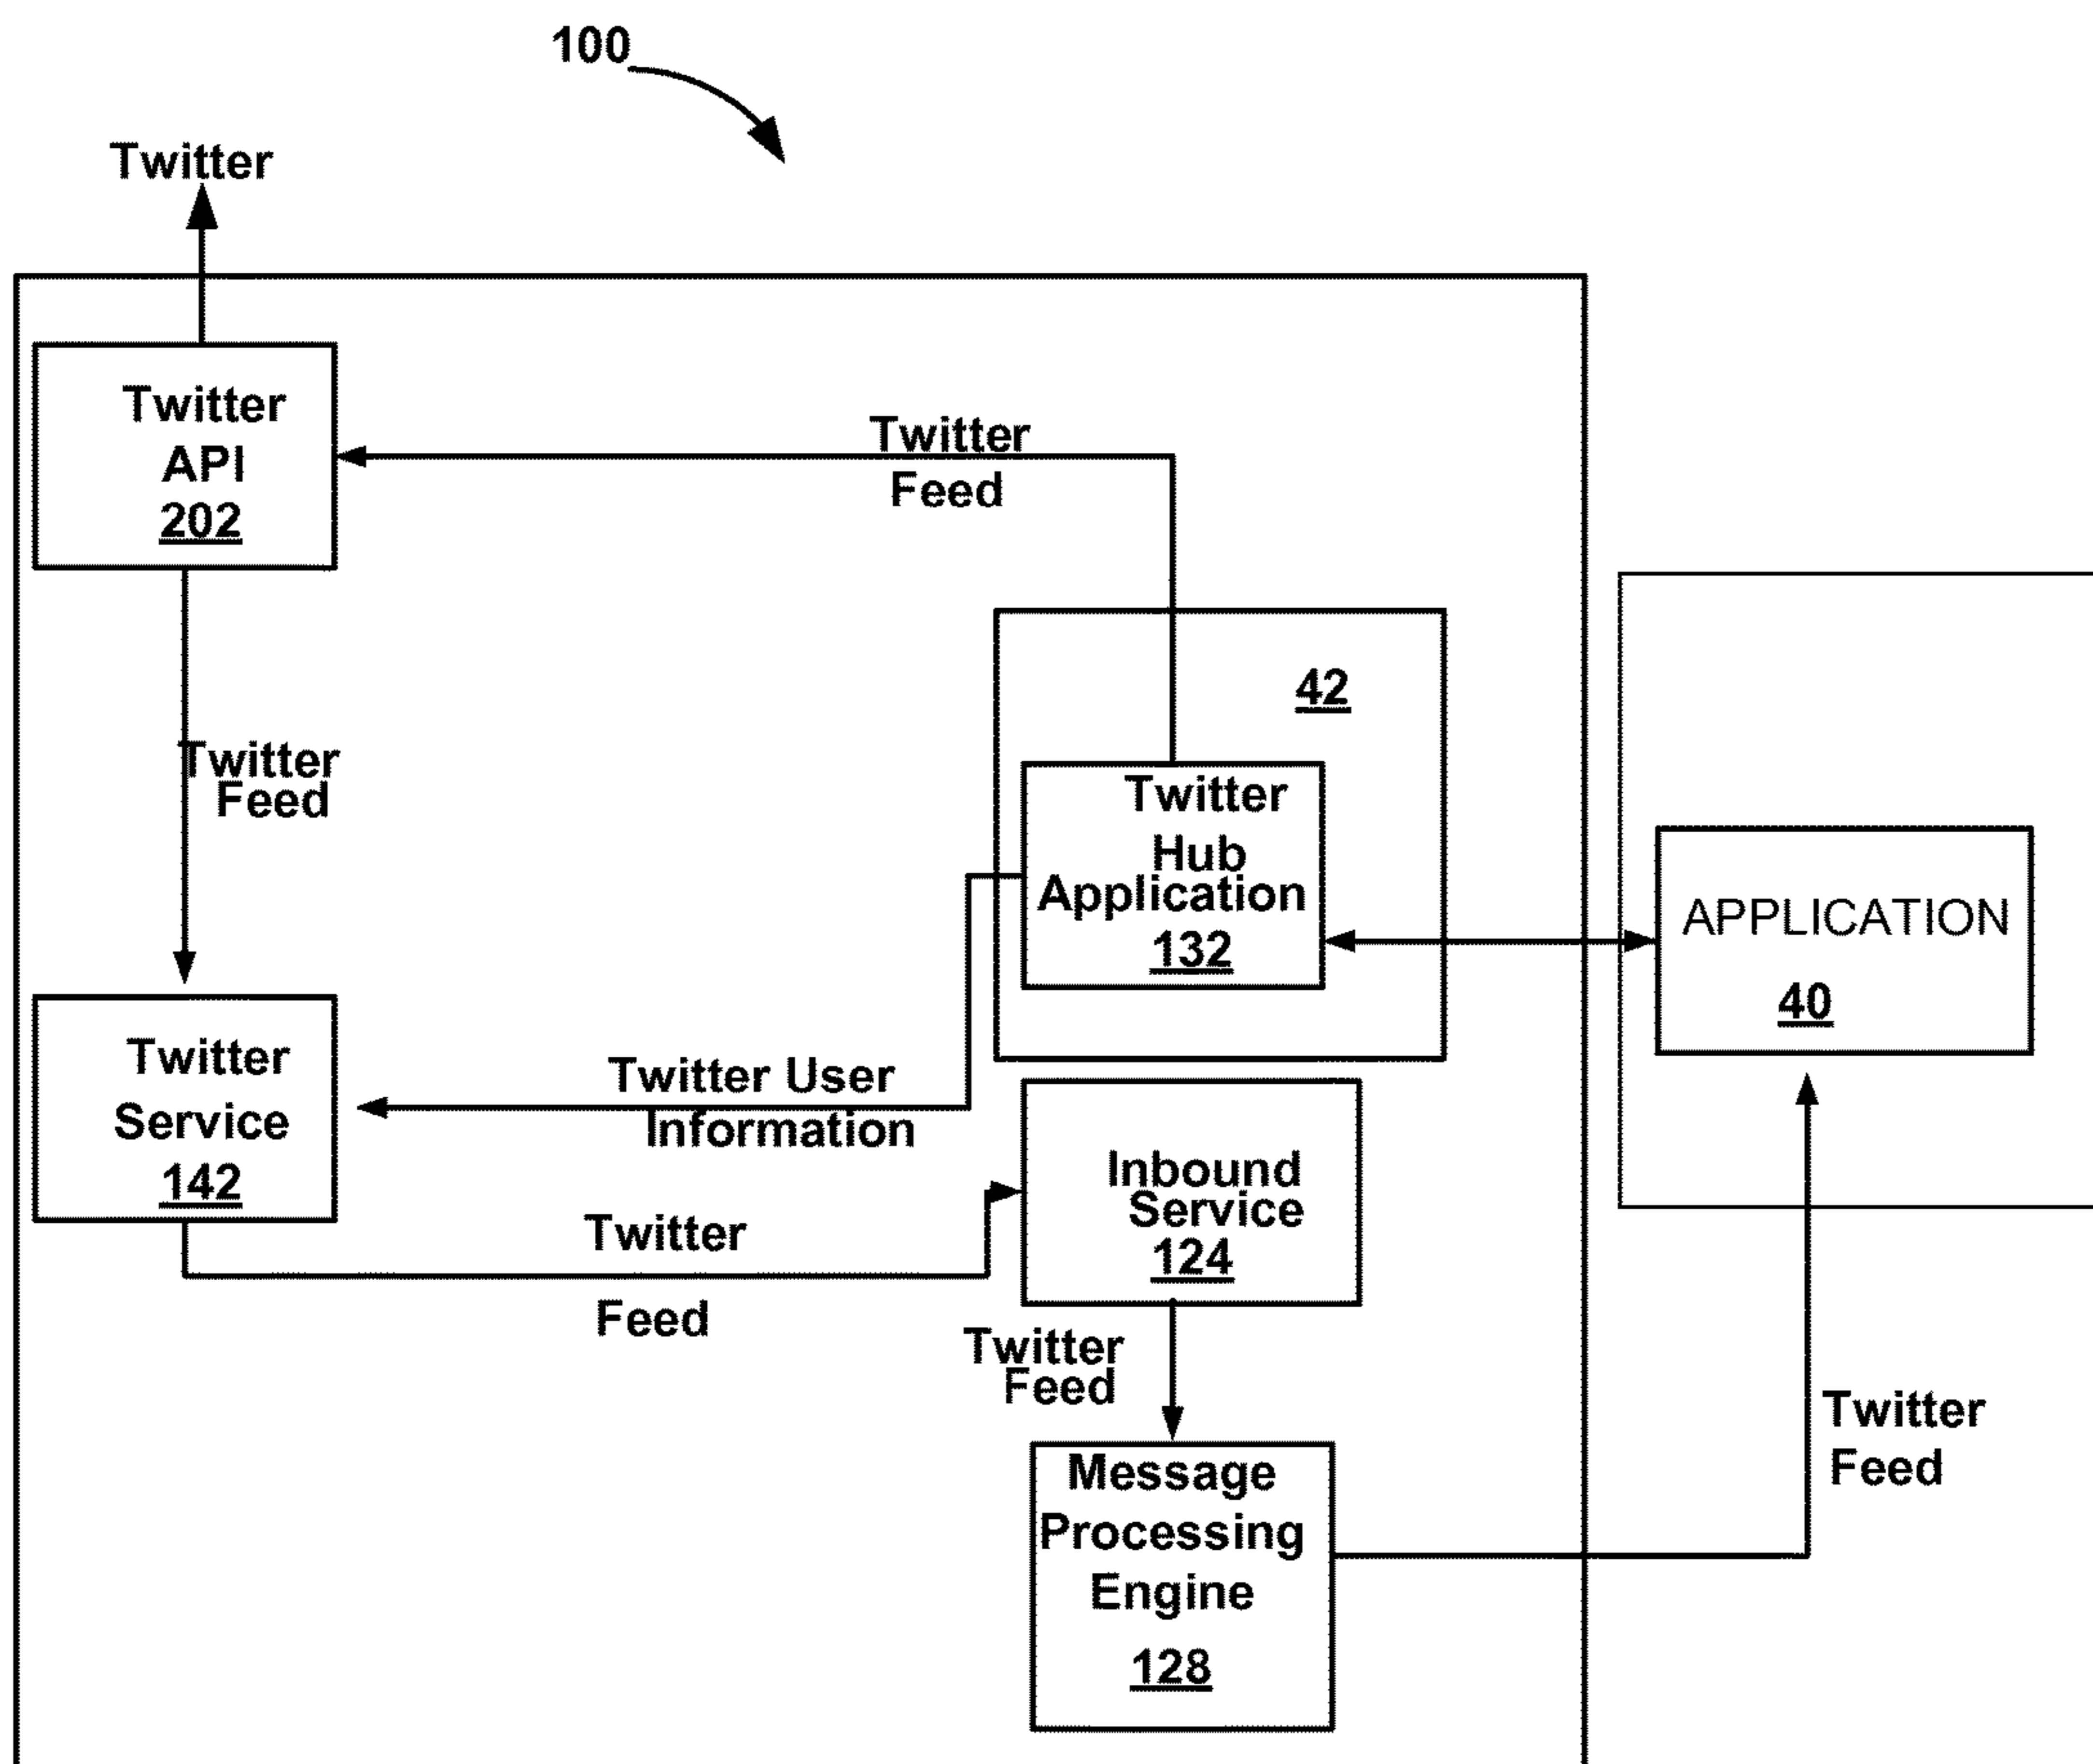 100
Twitter
Twitter
API
202
Twitter
Feed
42
Twitter
Feed
Twitter
Hub
Application
132
APPLICATION
40
Twitter
Service
142
Twitter User
Information
Inbound
Service
124
Twitter
Feed
Twitter
Feed
Message
Processing
Engine
128
Twitter
Feed